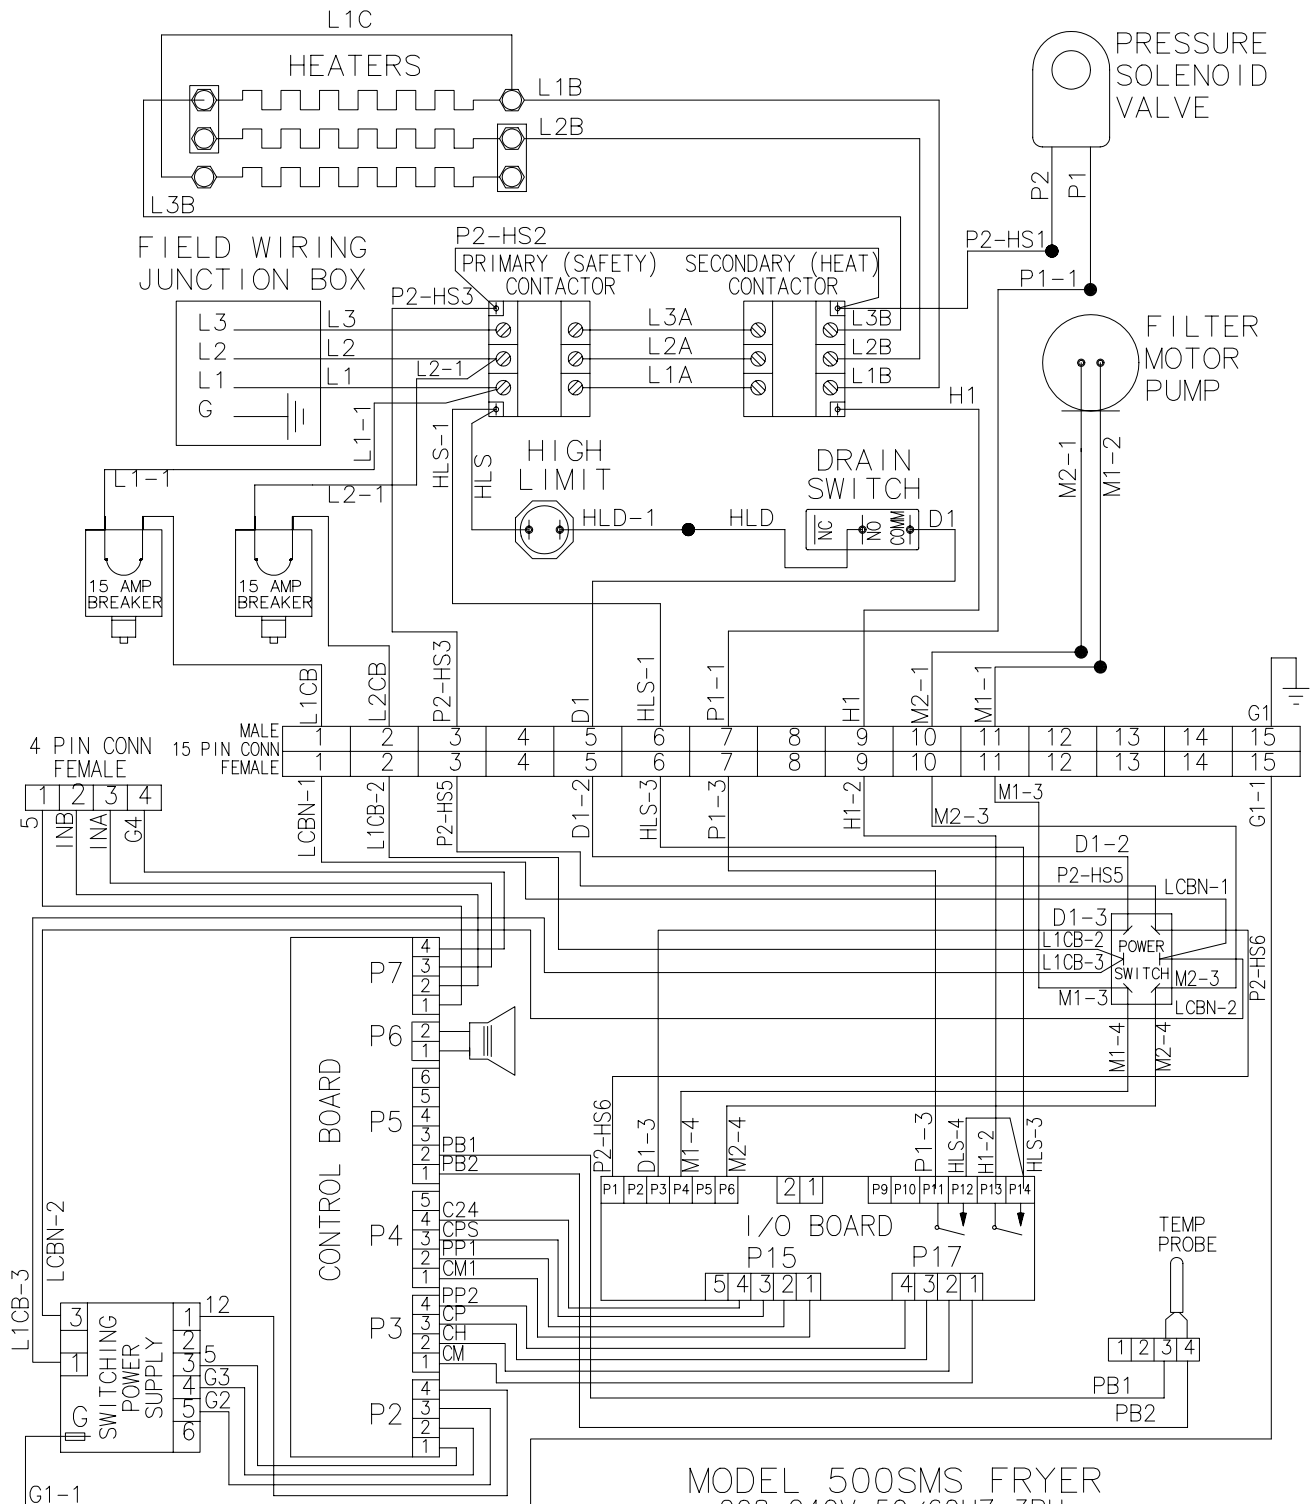 L1C
HEATERS
L1B
L2B
L3B
PRESSURE
SOLENOID
VALVE
P2
P1
P2-HS1
P1-1
FIELD WIRING
JUNCTION BOX
P2-HS2
PRIMARY (SAFETY)
CONTACTOR
SECONDARY (HEAT)
CONTACTOR
P2-HS3
L3
L3
L3A
L3B
L2
L2
L2-1
L2A
L2B
L1
L1
L1A
L1B
G
H1
FILTER
MOTOR
PUMP
M2-1
M1-2
L1-1
L1-1
L2-1
HLS-1
HLS
HIGH
LIMIT
HLD-1
HLD
DRAIN
SWITCH
NC
NO
COMM
D1
15 AMP
BREAKER
15 AMP
BREAKER
L1CB
L2CB
P2-HS3
D1
HLS-1
P1-1
H1
M2-1
M1-1
G1
MALE
15 PIN CONN
FEMALE
1 2 3 4 5 6 7 8 9 10 11 12 13 14 15
1 2 3 4 5 6 7 8 9 10 11 12 13 14 15
4 PIN CONN
FEMALE
1 2 3 4
5
INB
INA
G4
LCBN-1
L1CB-2
P2-HS5
D1-2
HLS-3
P1-3
H1-2
M1-3
M2-3
G1-1
D1-2
P2-HS5
LCBN-1
D1-3
L1CB-2
L1CB-3
POWER
SWITCH
M2-3
M1-3
LCBN-2
P2-HS6
M1-4
M2-4
CONTROL BOARD
P7
4
3
2
1
P6
2
1
P5
6
5
4
3
2
1
PB1
PB2
P4
5
4
3
2
1
C24
CPS
PP1
CM1
P3
4
3
2
1
PP2
CP
CH
CM
P2
4
3
2
1
P2-HS6
D1-3
M1-4
M2-4
P1-3
HLS-4
H1-2
HLS-3
P1 P2 P3 P4 P5 P6
2 1
P9 P10 P11 P12 P13 P14
I/O BOARD
P15
P17
5 4 3 2 1
4 3 2 1
TEMP
PROBE
1 2 3 4
PB1
PB2
L1CB-3
LCBN-2
3
1
SWITCHING
POWER
SUPPLY
G
1
2
3
4
5
6
12
5
G3
G2
G1-1
MODEL 500SMS FRYER